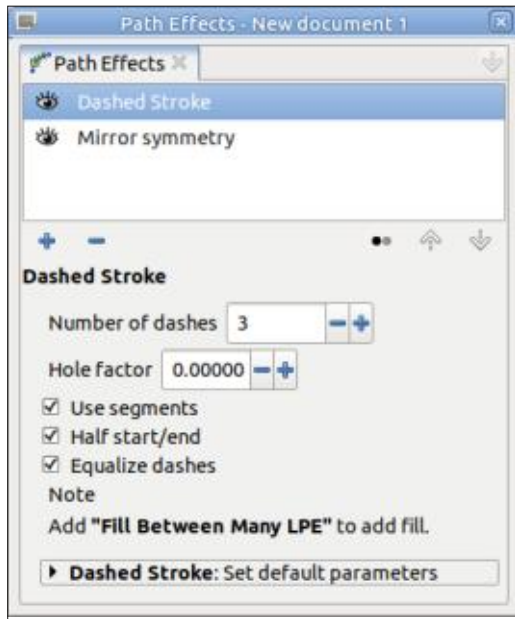 Path Effects - New document 1
Path Effects
Dashed Stroke
Mirror symmetry
Dashed Stroke
Number of dashes 3
Hole factor 0.00000
Use segments
Half start/end
Equalize dashes
Note
Add "Fill Between Many LPE" to add fill.
Dashed Stroke: Set default parameters